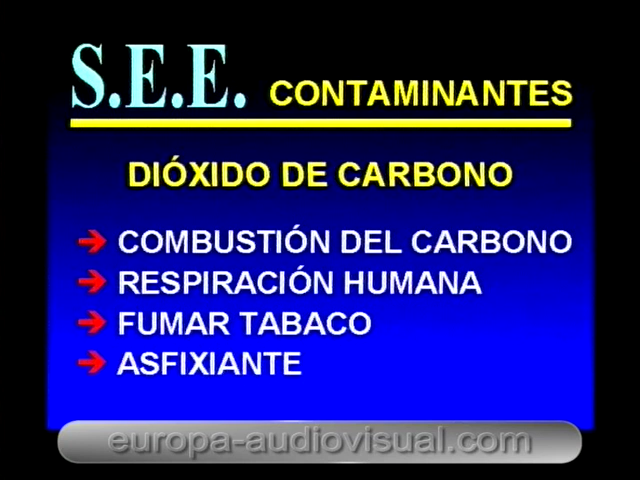 S.E.E. CONTAMINANTES
DIÓXIDO DE CARBONO
➔ COMBUSTIÓN DEL CARBONO
➔ RESPIRACIÓN HUMANA
➔ FUMAR TABACO
➔ ASFIXIANTE
europa-audiovisual.com